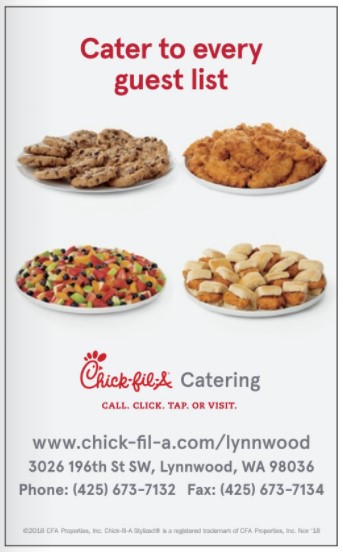 Cater to every
guest list
Chick-fil-A Catering
CALL. CLICK. TAP. OR VISIT.
www.chick-fil-a.com/lynnwood
3026 196th St SW, Lynnwood, WA 98036
Phone: (425) 673-7132 Fax: (425) 673-7134
©2018 CFA Properties, Inc. Chick-fil-A Stylized® is a registered trademark of CFA Properties, Inc. Nov '18